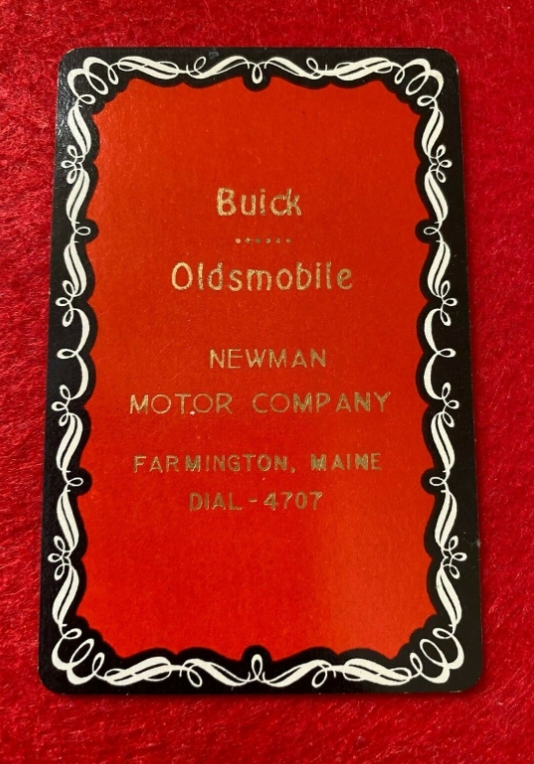 Buick
Oldsmobile
NEWMAN
MOTOR COMPANY
FARMINGTON, MAINE
DIAL - 4707